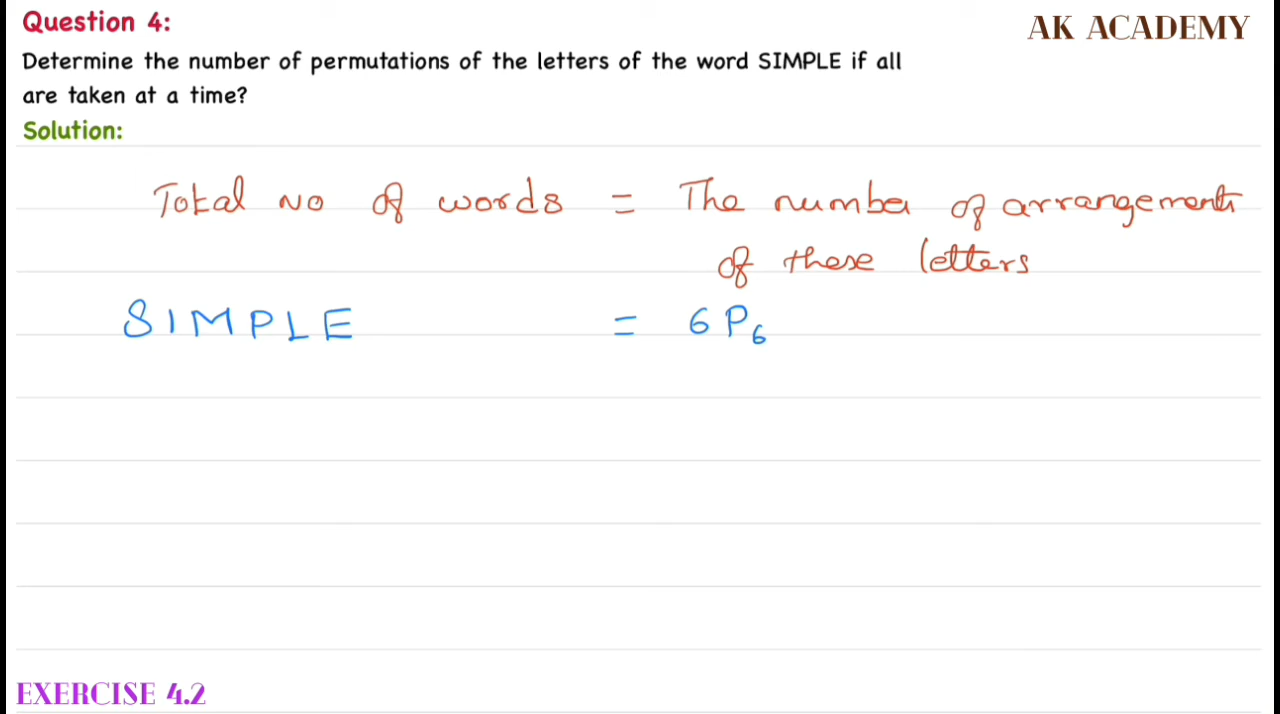 Question 4:
AK ACADEMY
Determine the number of permutations of the letters of the word SIMPLE if all
are taken at a time?
Solution:
Total no of words = The number of arrangements
of these letters
SIMPLE = 6P₆
EXERCISE 4.2